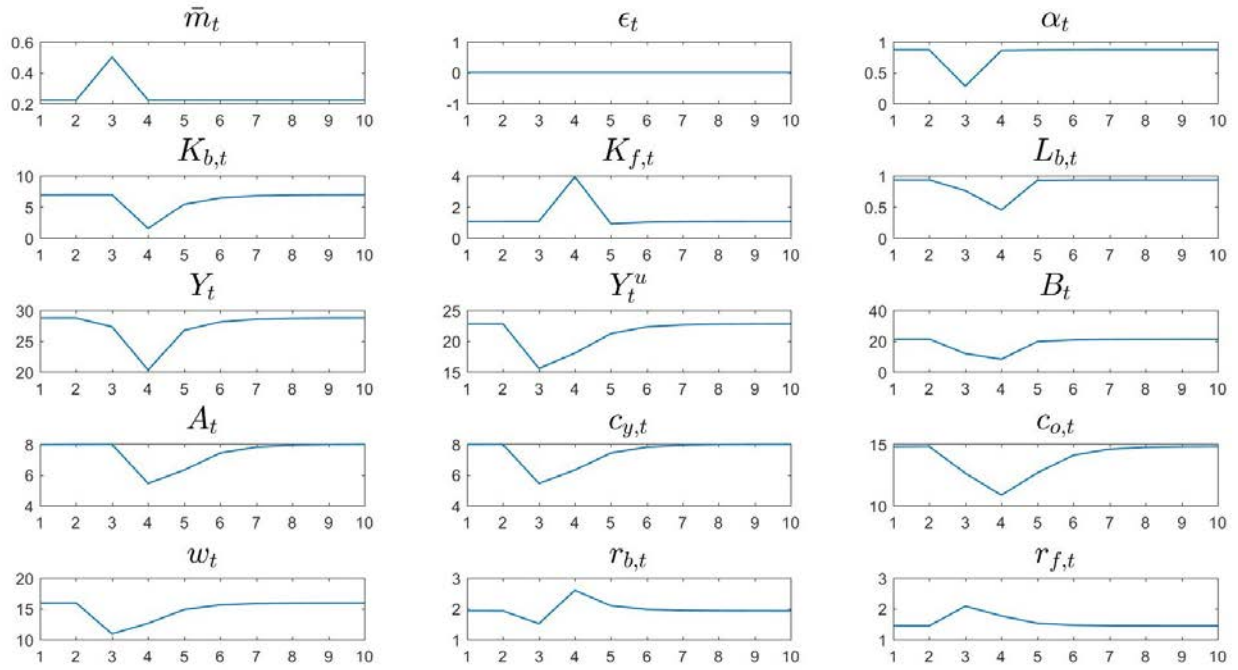 m̄_t ϵ_t α_t
0.6 1 1
0.4 0 0.5
0.2 -1 0
1 2 3 4 5 6 7 8 9 10 1 2 3 4 5 6 7 8 9 10 1 2 3 4 5 6 7 8 9 10
K_{b,t} K_{f,t} L_{b,t}
10 4 1
5 2 0.5
0 0 0
1 2 3 4 5 6 7 8 9 10 1 2 3 4 5 6 7 8 9 10 1 2 3 4 5 6 7 8 9 10
Y_t Y_t^u B_t
30 25 40
25 20 20
20 15 0
1 2 3 4 5 6 7 8 9 10 1 2 3 4 5 6 7 8 9 10 1 2 3 4 5 6 7 8 9 10
A_t c_{y,t} c_{o,t}
8 8 15
6 6
4 4 10
1 2 3 4 5 6 7 8 9 10 1 2 3 4 5 6 7 8 9 10 1 2 3 4 5 6 7 8 9 10
w_t r_{b,t} r_{f,t}
20 3 3
15 2 2
10 1 1
1 2 3 4 5 6 7 8 9 10 1 2 3 4 5 6 7 8 9 10 1 2 3 4 5 6 7 8 9 10